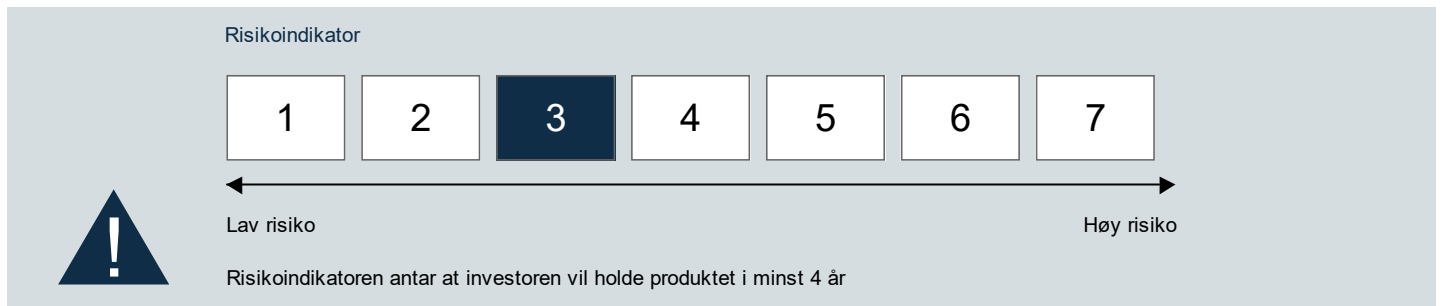 Risikoindikator
1 2 3 4 5 6 7
Lav risiko Høy risiko
!
Risikoindikatoren antar at investoren vil holde produktet i minst 4 år